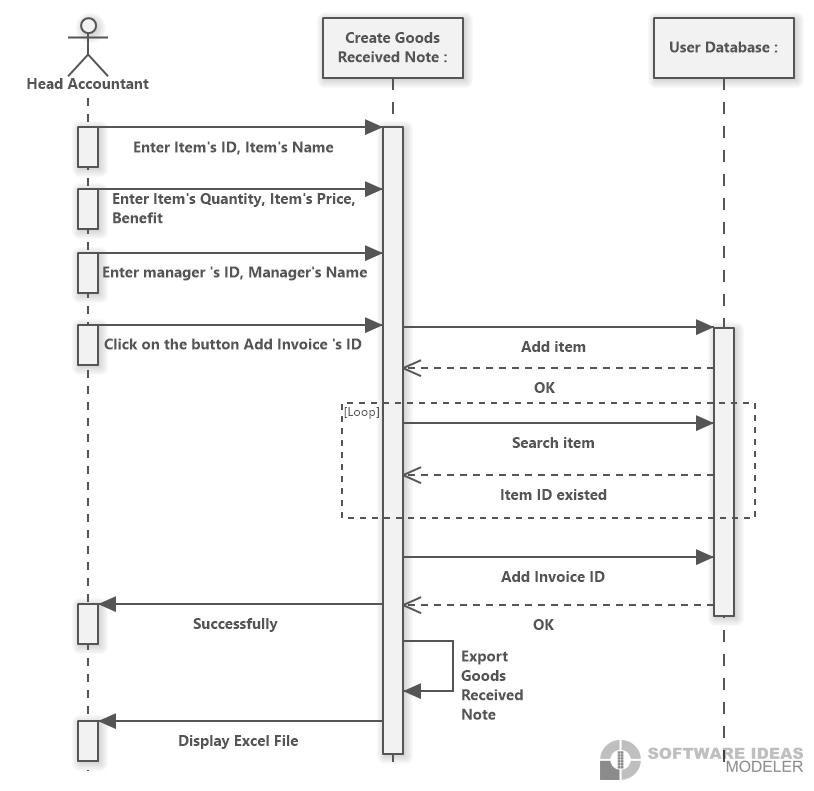 Create Goods
Received Note :
User Database :
Head Accountant
Enter Item's ID, Item's Name
Enter Item's Quantity, Item's Price,
Benefit
Enter manager 's ID, Manager's Name
Click on the button Add Invoice 's ID
Add item
OK
[Loop]
Search item
Item ID existed
Add Invoice ID
Successfully
OK
Export
Goods
Received
Note
Display Excel File
SOFTWARE IDEAS
MODELER